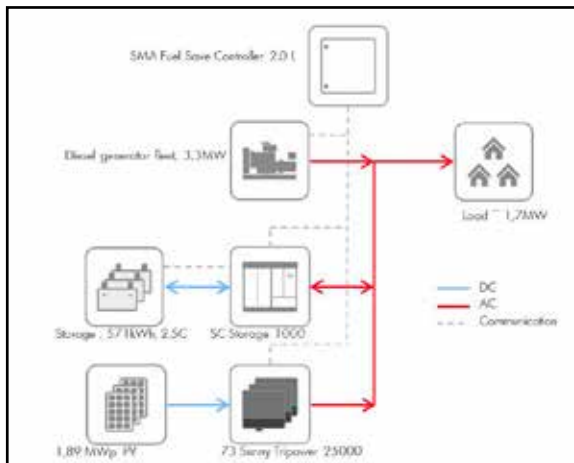 SMA Fuel Save Controller 2.0 L
Diesel generator fleet, 3,3MW
Load ~ 1,7MW
DC
AC
Communication
Storage : 571kWh, 2.5C
SC Storage 1000
1,89 MWp PV
73 Sunny Tripower 25000